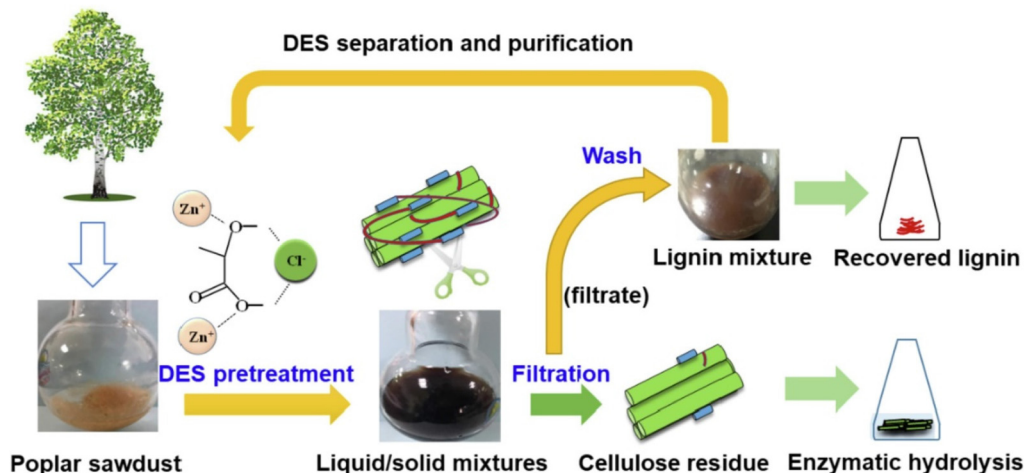 DES separation and purification
Wash
Zn⁺
O
Cl⁻
O
O
Zn⁺
Lignin mixture
Recovered lignin
(filtrate)
DES pretreatment
Filtration
Poplar sawdust
Liquid/solid mixtures
Cellulose residue
Enzymatic hydrolysis